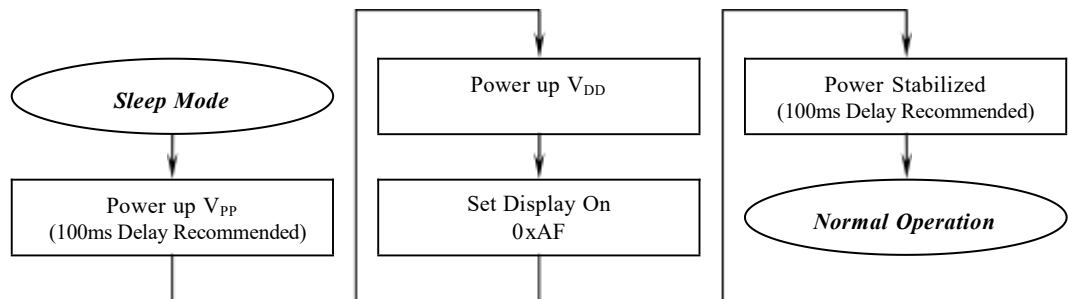 Sleep Mode
Power up VPP
(100ms Delay Recommended)
Power up VDD
Set Display On
0xAF
Power Stabilized
(100ms Delay Recommended)
Normal Operation